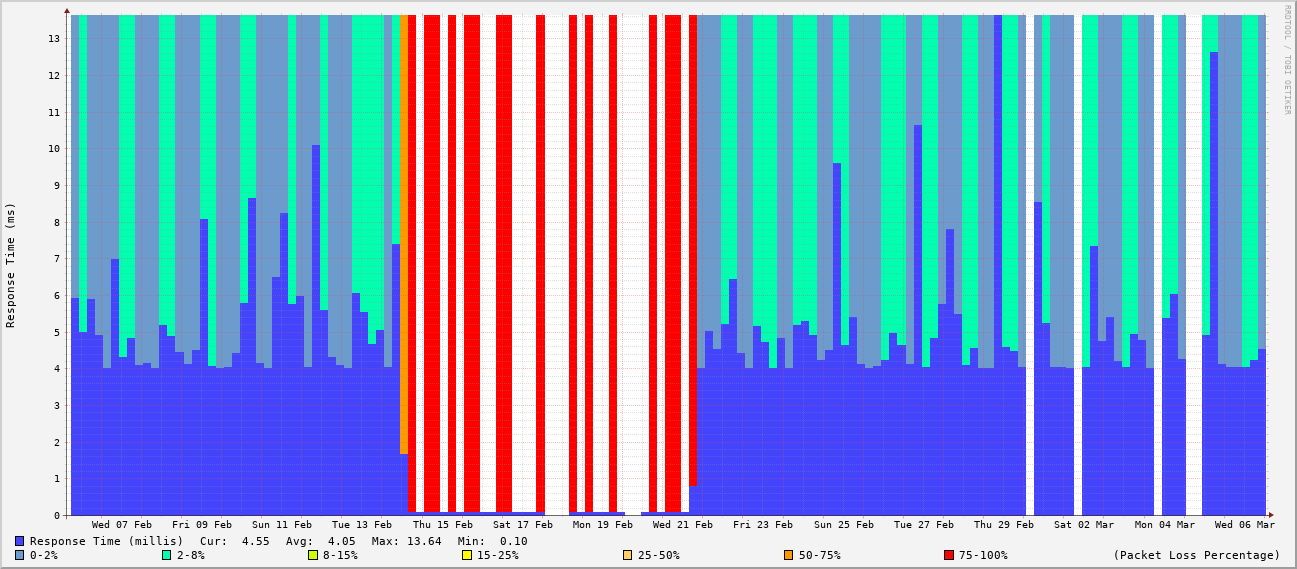 RRDTOOL / TOBI OETIKER
Response Time (ms)
13
12
11
10
9
8
7
6
5
4
3
2
1
0
Wed 07 Feb Fri 09 Feb Sun 11 Feb Tue 13 Feb Thu 15 Feb Sat 17 Feb Mon 19 Feb Wed 21 Feb Fri 23 Feb Sun 25 Feb Tue 27 Feb Thu 29 Feb Sat 02 Mar Mon 04 Mar Wed 06 Mar
Response Time (millis) Cur: 4.55 Avg: 4.05 Max: 13.64 Min: 0.10
0-2% 2-8% 8-15% 15-25% 25-50% 50-75% 75-100% (Packet Loss Percentage)